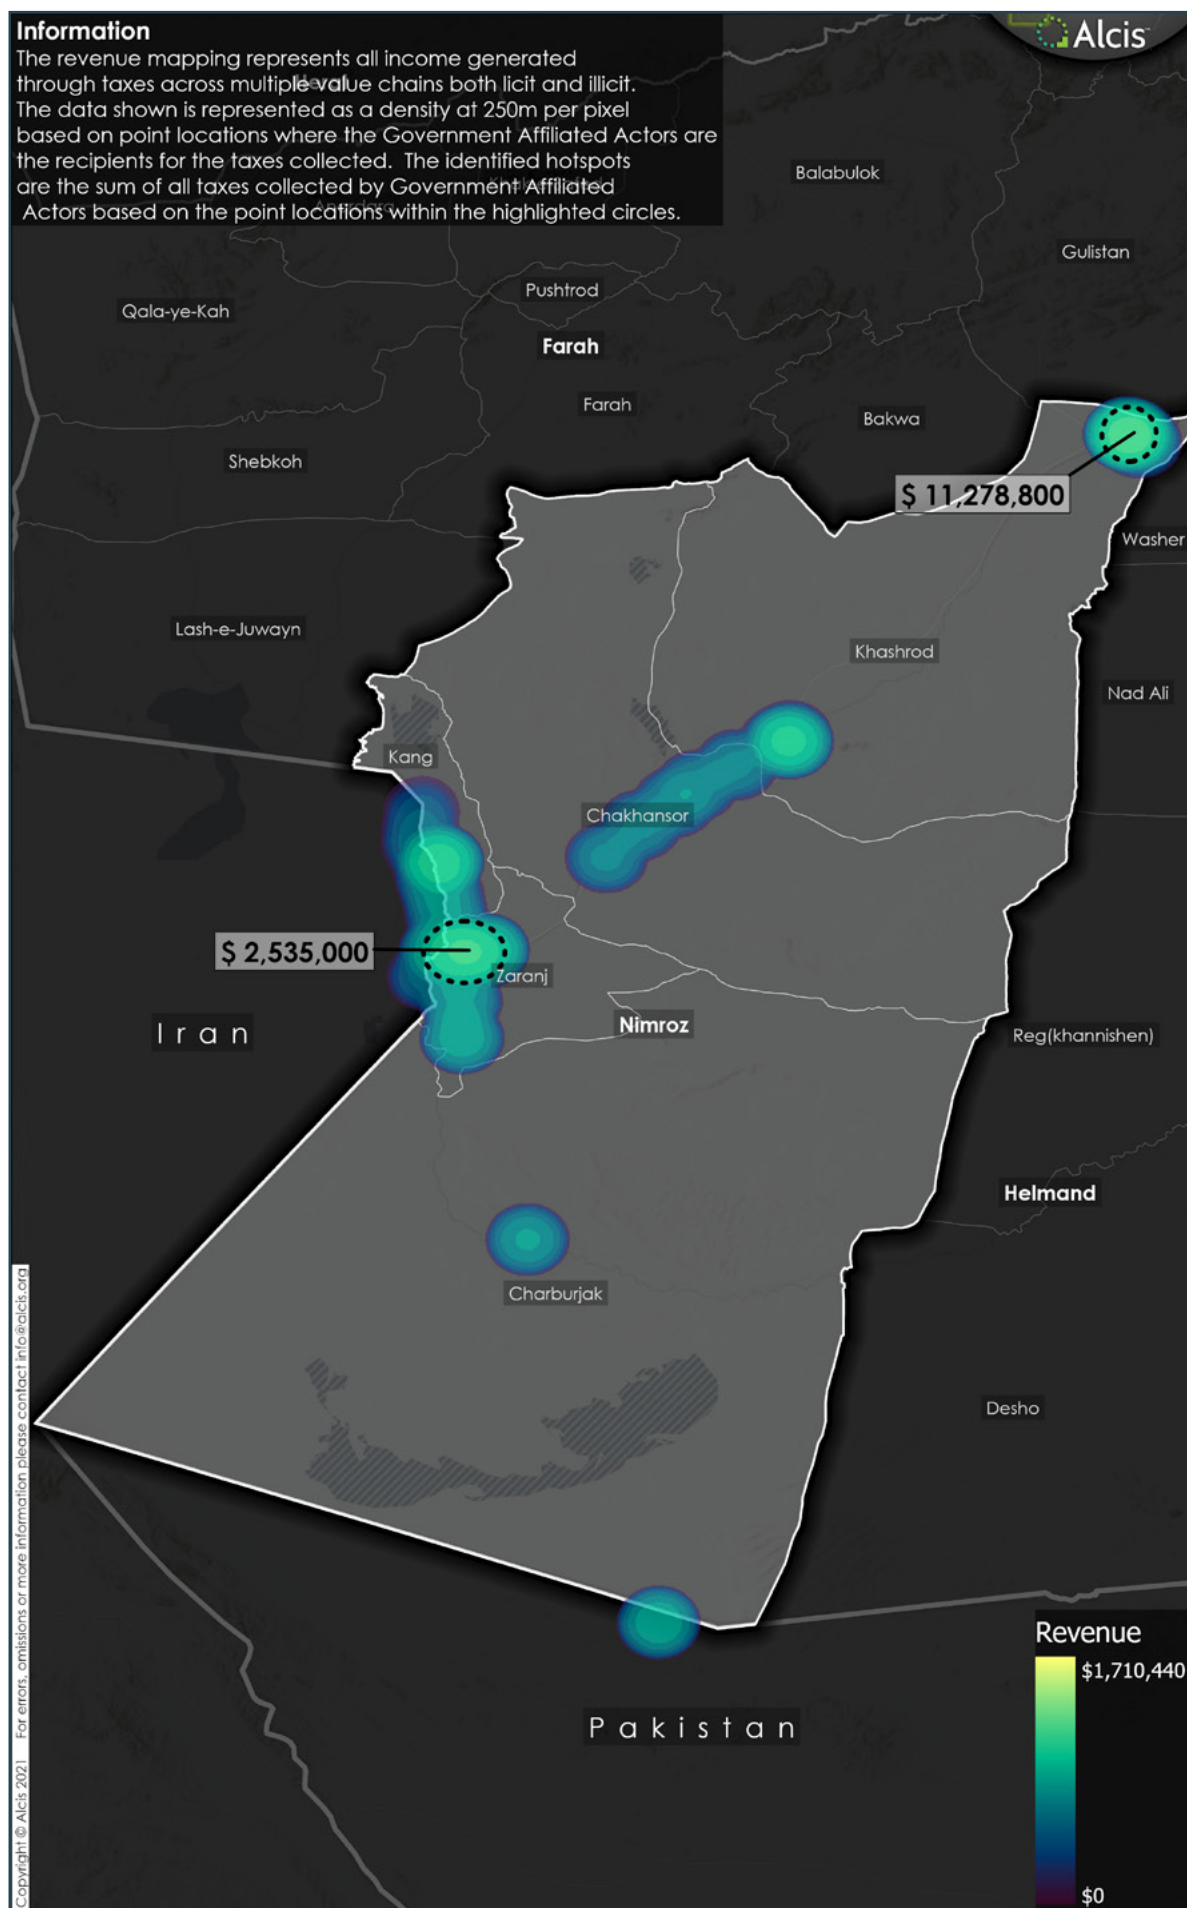 Information
The revenue mapping represents all income generated
through taxes across multiple value chains both licit and illicit.
The data shown is represented as a density at 250m per pixel
based on point locations where the Government Affiliated Actors are
the recipients for the taxes collected. The identified hotspots
are the sum of all taxes collected by Government Affiliated
Actors based on the point locations within the highlighted circles.
Alcis
Herat
Anardara
Balabulok
Gulistan
Pushtrod
Qala-ye-Kah
Farah
Farah
Bakwa
Shebkoh
$ 11,278,800
Washer
Lash-e-Juwayn
Khashrod
Nad Ali
Kang
Chakhansor
$ 2,535,000
Zaranj
Iran
Nimroz
Reg(khannishen)
Helmand
Charburjak
Desho
Pakistan
Revenue
$1,710,440
$0
Copyright © Alcis 2021 For errors, omissions or more information please contact info@alcis.org